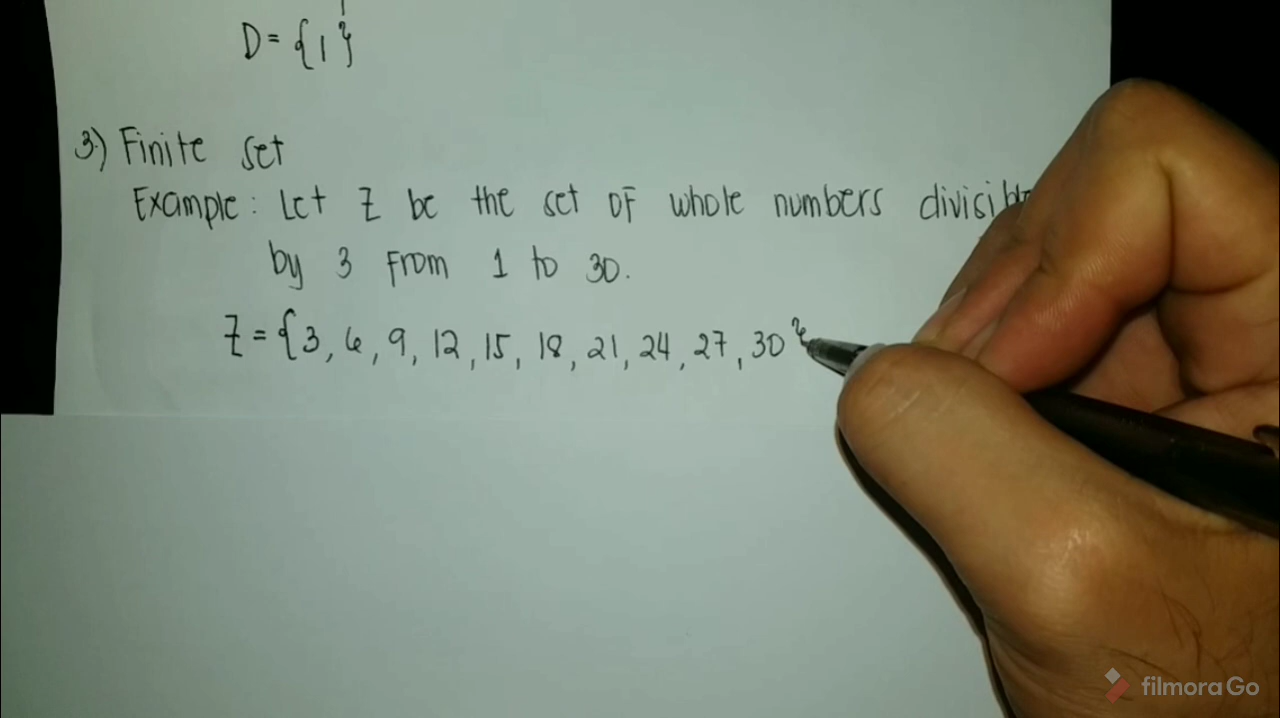 D = {1}
3.) Finite set
Example: Let Z be the set of whole numbers divisible
by 3 from 1 to 30.
Z = {3, 6, 9, 12, 15, 18, 21, 24, 27, 30}
filmora Go